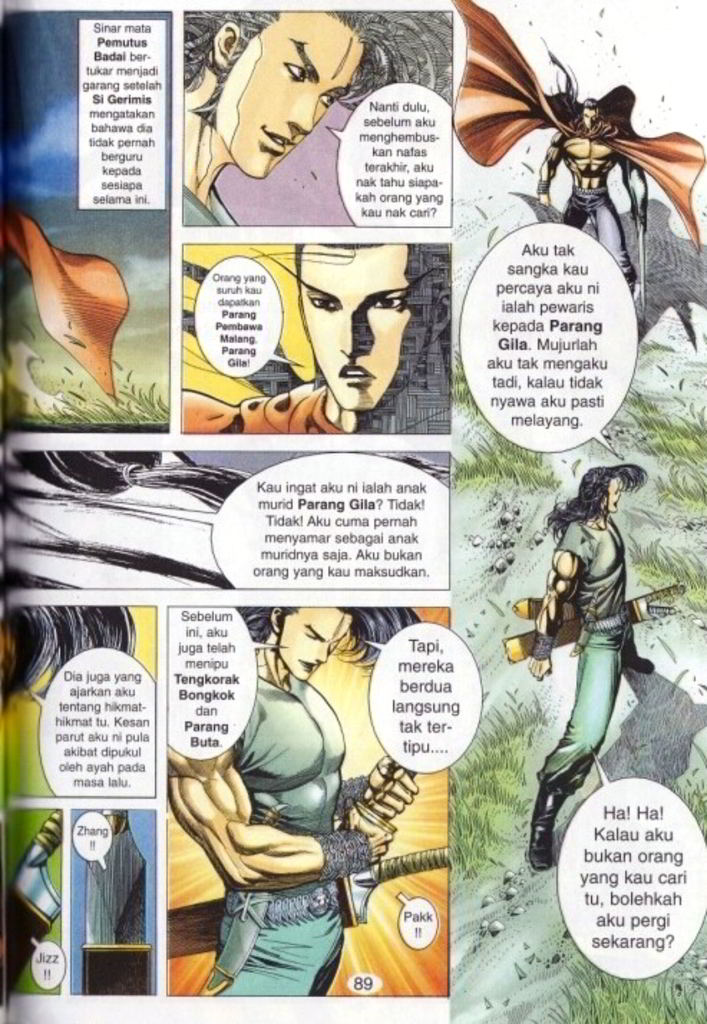 Sinar mata
Pemutus
Badai ber-
tukar menjadi
garang setelah
Si Gerimis
mengatakan
bahawa dia
tidak pernah
berguru
kepada
sesiapa
selama ini.
Nanti dulu,
sebelum aku
menghembus-
kan nafas
terakhir, aku
nak tahu siapa-
kah orang yang
kau nak cari?
Orang yang
suruh kau
dapatkan
Parang
Pembawa
Malang,
Parang
Gila!
Aku tak
sangka kau
percaya aku ni
ialah pewaris
kepada Parang
Gila. Mujurlah
aku tak mengaku
tadi, kalau tidak
nyawa aku pasti
melayang.
Kau ingat aku ni ialah anak
murid Parang Gila? Tidak!
Tidak! Aku cuma pernah
menyamar sebagai anak
muridnya saja. Aku bukan
orang yang kau maksudkan.
Dia juga yang
ajarkan aku
tentang hikmat-
hikmat tu. Kesan
parut aku ni pula
akibat dipukul
oleh ayah pada
masa lalu.
Sebelum
ini, aku
juga telah
menipu
Tengkorak
Bongkok
dan
Parang
Buta.
Tapi,
mereka
berdua
langsung
tak ter-
tipu....
Jizz
!!
Zhang
!!
Pakk
!!
Ha! Ha!
Kalau aku
bukan orang
yang kau cari
tu, bolehkah
aku pergi
sekarang?
89